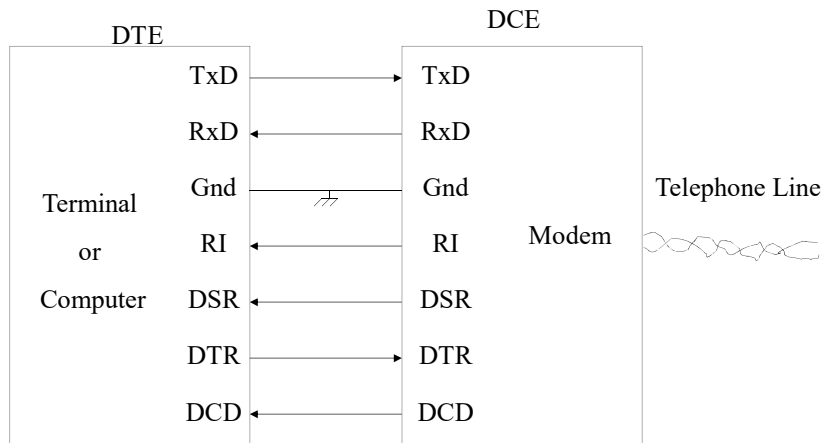 DTE
DCE
TxD TxD
RxD RxD
Gnd Gnd Telephone Line
Terminal
or
Computer
RI RI
Modem
DSR DSR
DTR DTR
DCD DCD